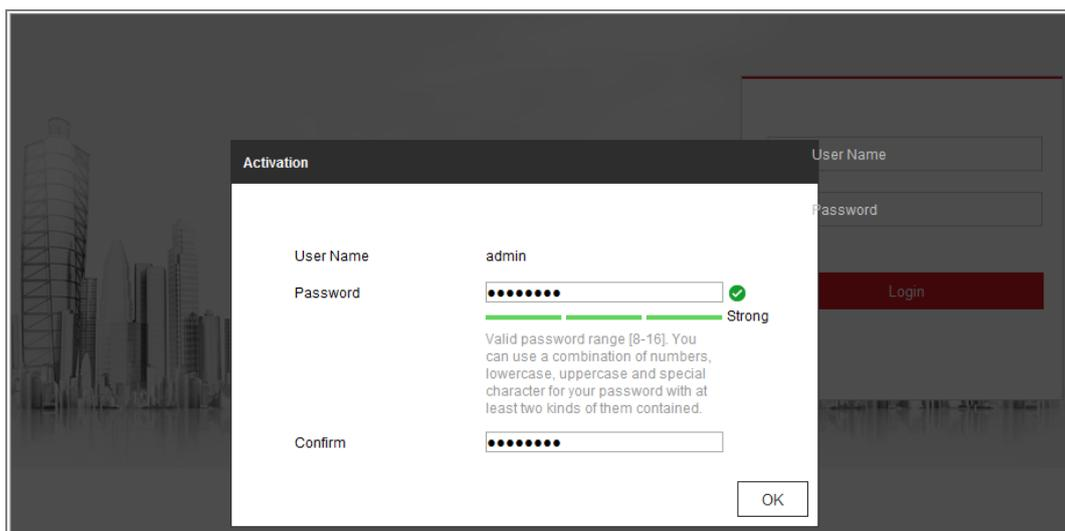 Activation
User Name
Password
Login
User Name admin
Password ●●●●●●●●
Strong
Valid password range [8-16]. You
can use a combination of numbers,
lowercase, uppercase and special
character for your password with at
least two kinds of them contained.
Confirm ●●●●●●●●
OK